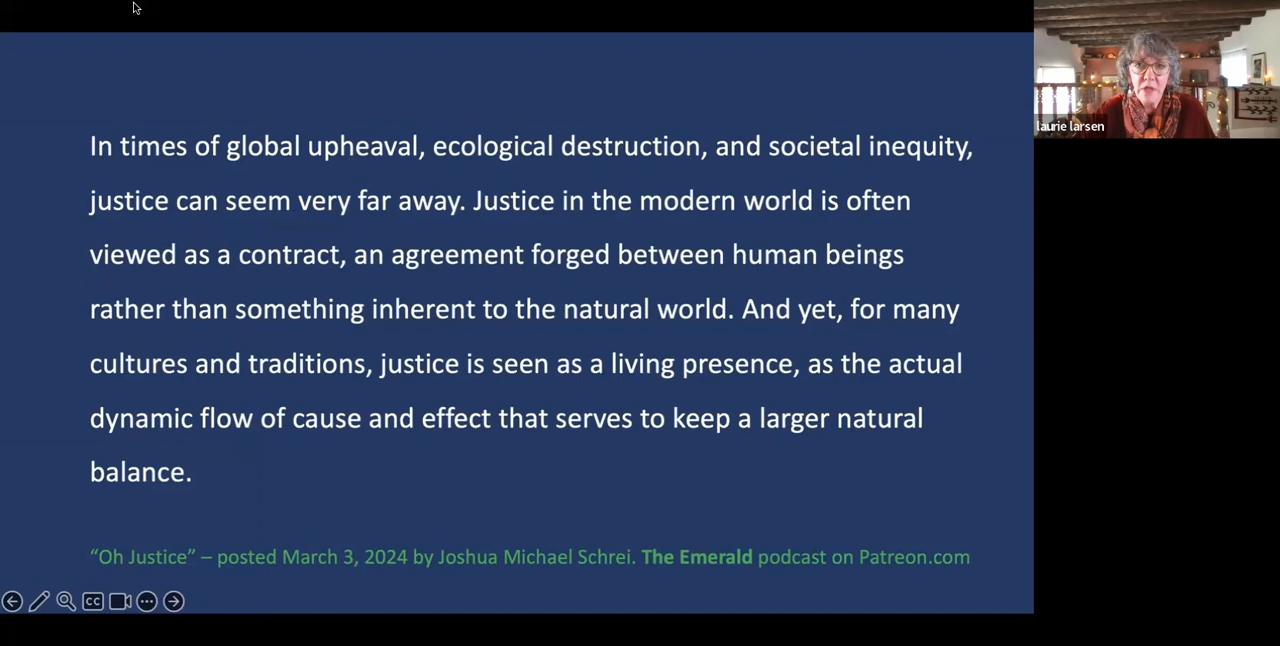 In times of global upheaval, ecological destruction, and societal inequity,
justice can seem very far away. Justice in the modern world is often
viewed as a contract, an agreement forged between human beings
rather than something inherent to the natural world. And yet, for many
cultures and traditions, justice is seen as a living presence, as the actual
dynamic flow of cause and effect that serves to keep a larger natural
balance.
“Oh Justice” – posted March 3, 2024 by Joshua Michael Schrei. The Emerald podcast on Patreon.com
CC
laurie larsen